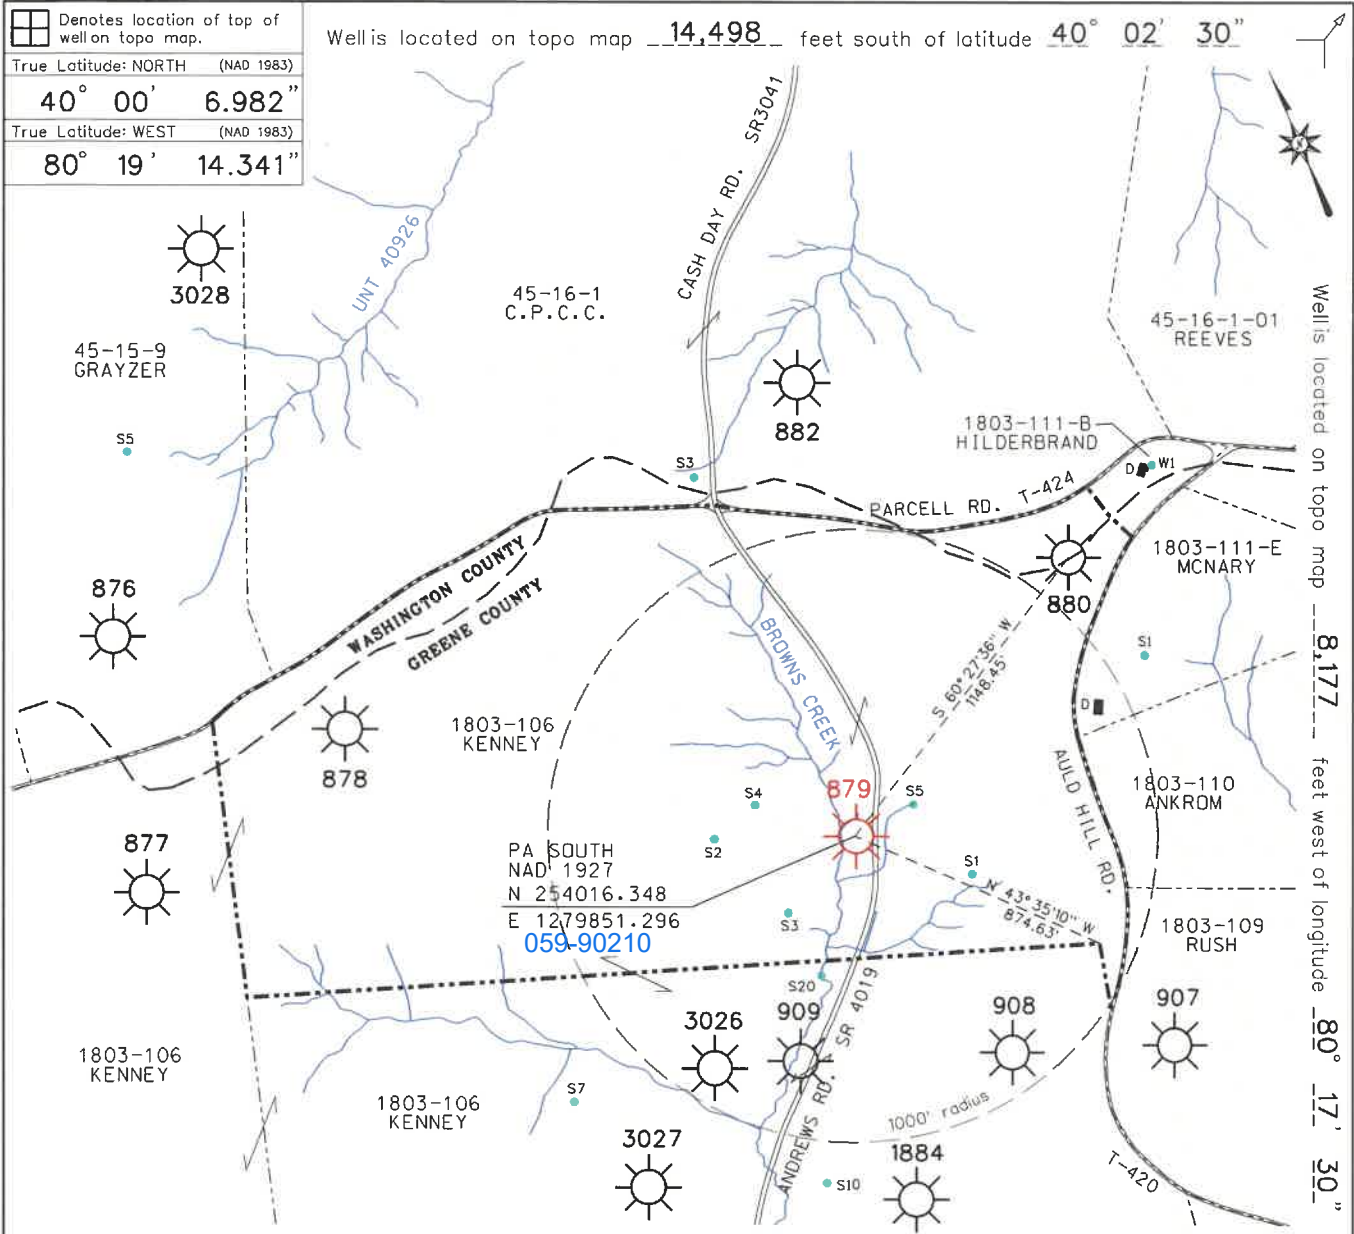 Denotes location of top of
well on topo map.
True Latitude: NORTH (NAD 1983)
40° 00' 6.982"
True Latitude: WEST (NAD 1983)
80° 19' 14.341"
Well is located on topo map 14,498 feet south of latitude 40° 02' 30"
Well is located on topo map 8,177 feet west of longitude 80° 17' 30"
CASH DAY RD. SR3041
UNT 40926
3028
45-16-1
C.P.C.C.
45-16-1-01
REEVES
45-15-9
GRAYZER
882
1803-111-B
HILDERBRAND
S5
S3
D
W1
PARCELL RD. T-424
WASHINGTON COUNTY
GREENE COUNTY
1803-111-E
MCNARY
876
880
BROWNS CREEK
S 60°27'36" W
1148.45'
S1
D
1803-106
KENNEY
878
AULD HILL RD.
1803-110
ANKROM
879
S4
S5
877
S2
PA SOUTH
NAD 1927
N 254016.348
E 1279851.296
059-90210
S1
N 43°35'10" W
874.63'
S3
1803-109
RUSH
S20
SR 4019
3026
909
908
907
1803-106
KENNEY
S7
1803-106
KENNEY
1000' radius
3027
ANDREWS RD.
1884
T-420
S10